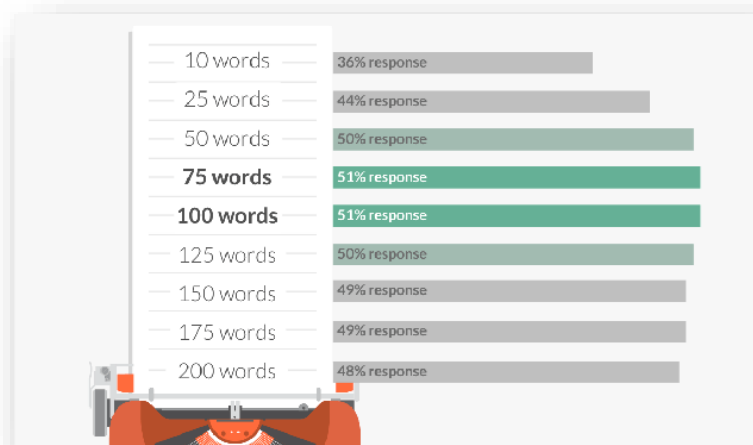 10 words 36% response
25 words 44% response
50 words 50% response
75 words 51% response
100 words 51% response
125 words 50% response
150 words 49% response
175 words 49% response
200 words 48% response